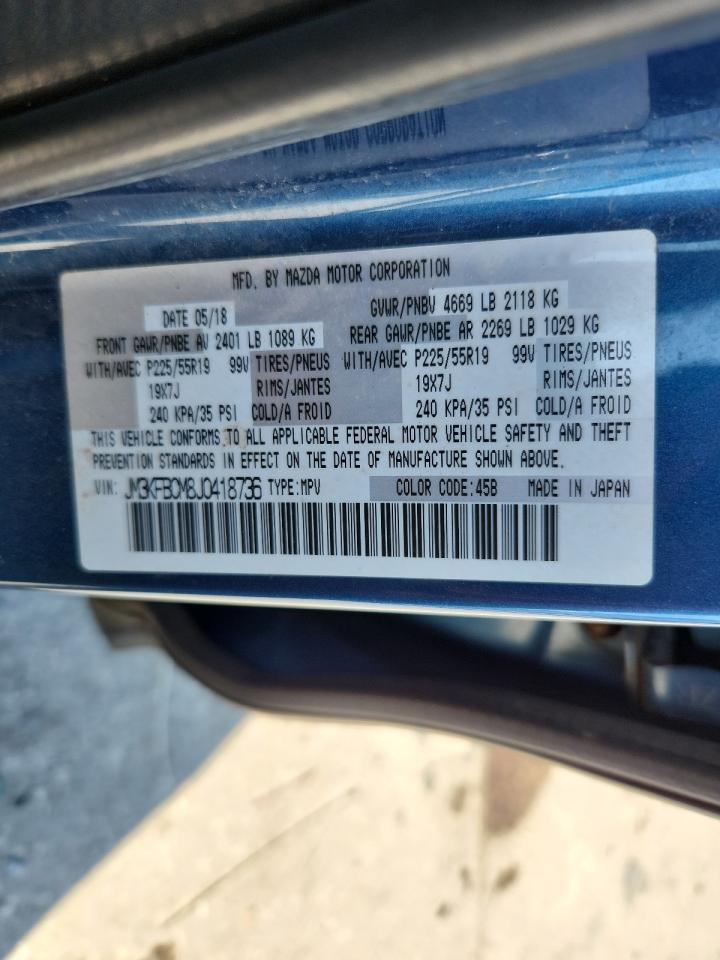 MFD. BY MAZDA MOTOR CORPORATION
DATE 05/18 GVWR/PNBV 4669 LB 2118 KG
FRONT GAWR/PNBE AV 2401 LB 1089 KG REAR GAWR/PNBE AR 2269 LB 1029 KG
WITH/AVEC P225/55R19 99V TIRES/PNEUS WITH/AVEC P225/55R19 99V TIRES/PNEUS
19X7J RIMS/JANTES 19X7J RIMS/JANTES
240 KPA/35 PSI COLD/A FROID 240 KPA/35 PSI COLD/A FROID
THIS VEHICLE CONFORMS TO ALL APPLICABLE FEDERAL MOTOR VEHICLE SAFETY AND THEFT
PREVENTION STANDARDS IN EFFECT ON THE DATE OF MANUFACTURE SHOWN ABOVE.
VIN: JM3KFBCM8J0418736 TYPE:MPV COLOR CODE:45B MADE IN JAPAN